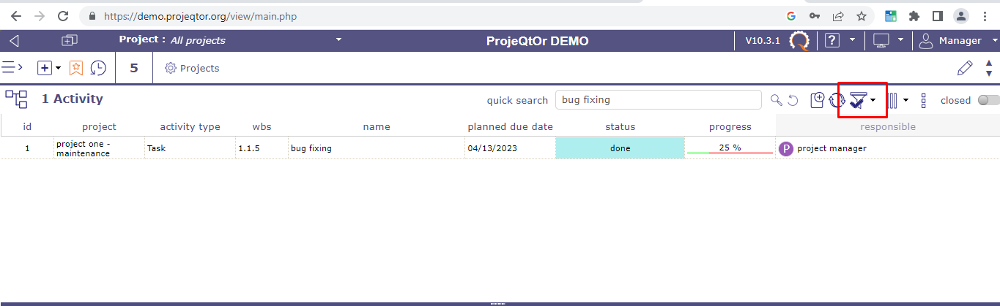 https://demo.projeqtor.org/view/main.php
Project : All projects
ProjeQtOr DEMO
V10.3.1
?
Manager
5
Projects
1 Activity
quick search
bug fixing
closed
id project activity type wbs name planned due date status progress responsible
1 project one - maintenance Task 1.1.5 bug fixing 04/13/2023 done 25 % P project manager